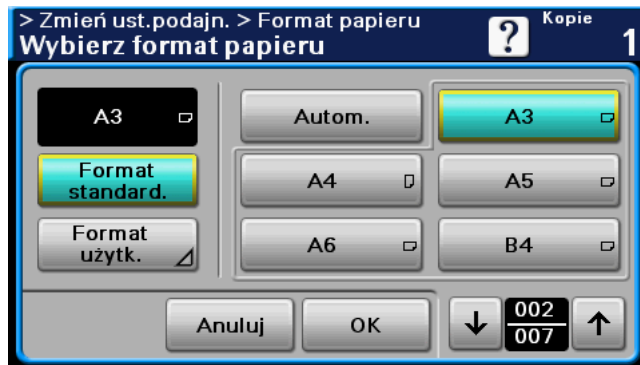 > Zmień ust.podajn. > Format papieru
Wybierz format papieru
?
Kopie
1
A3
Autom.
A3
Format
standard.
A4
A5
Format
użytk.
A6
B4
Anuluj
OK
↓
002
007
↑